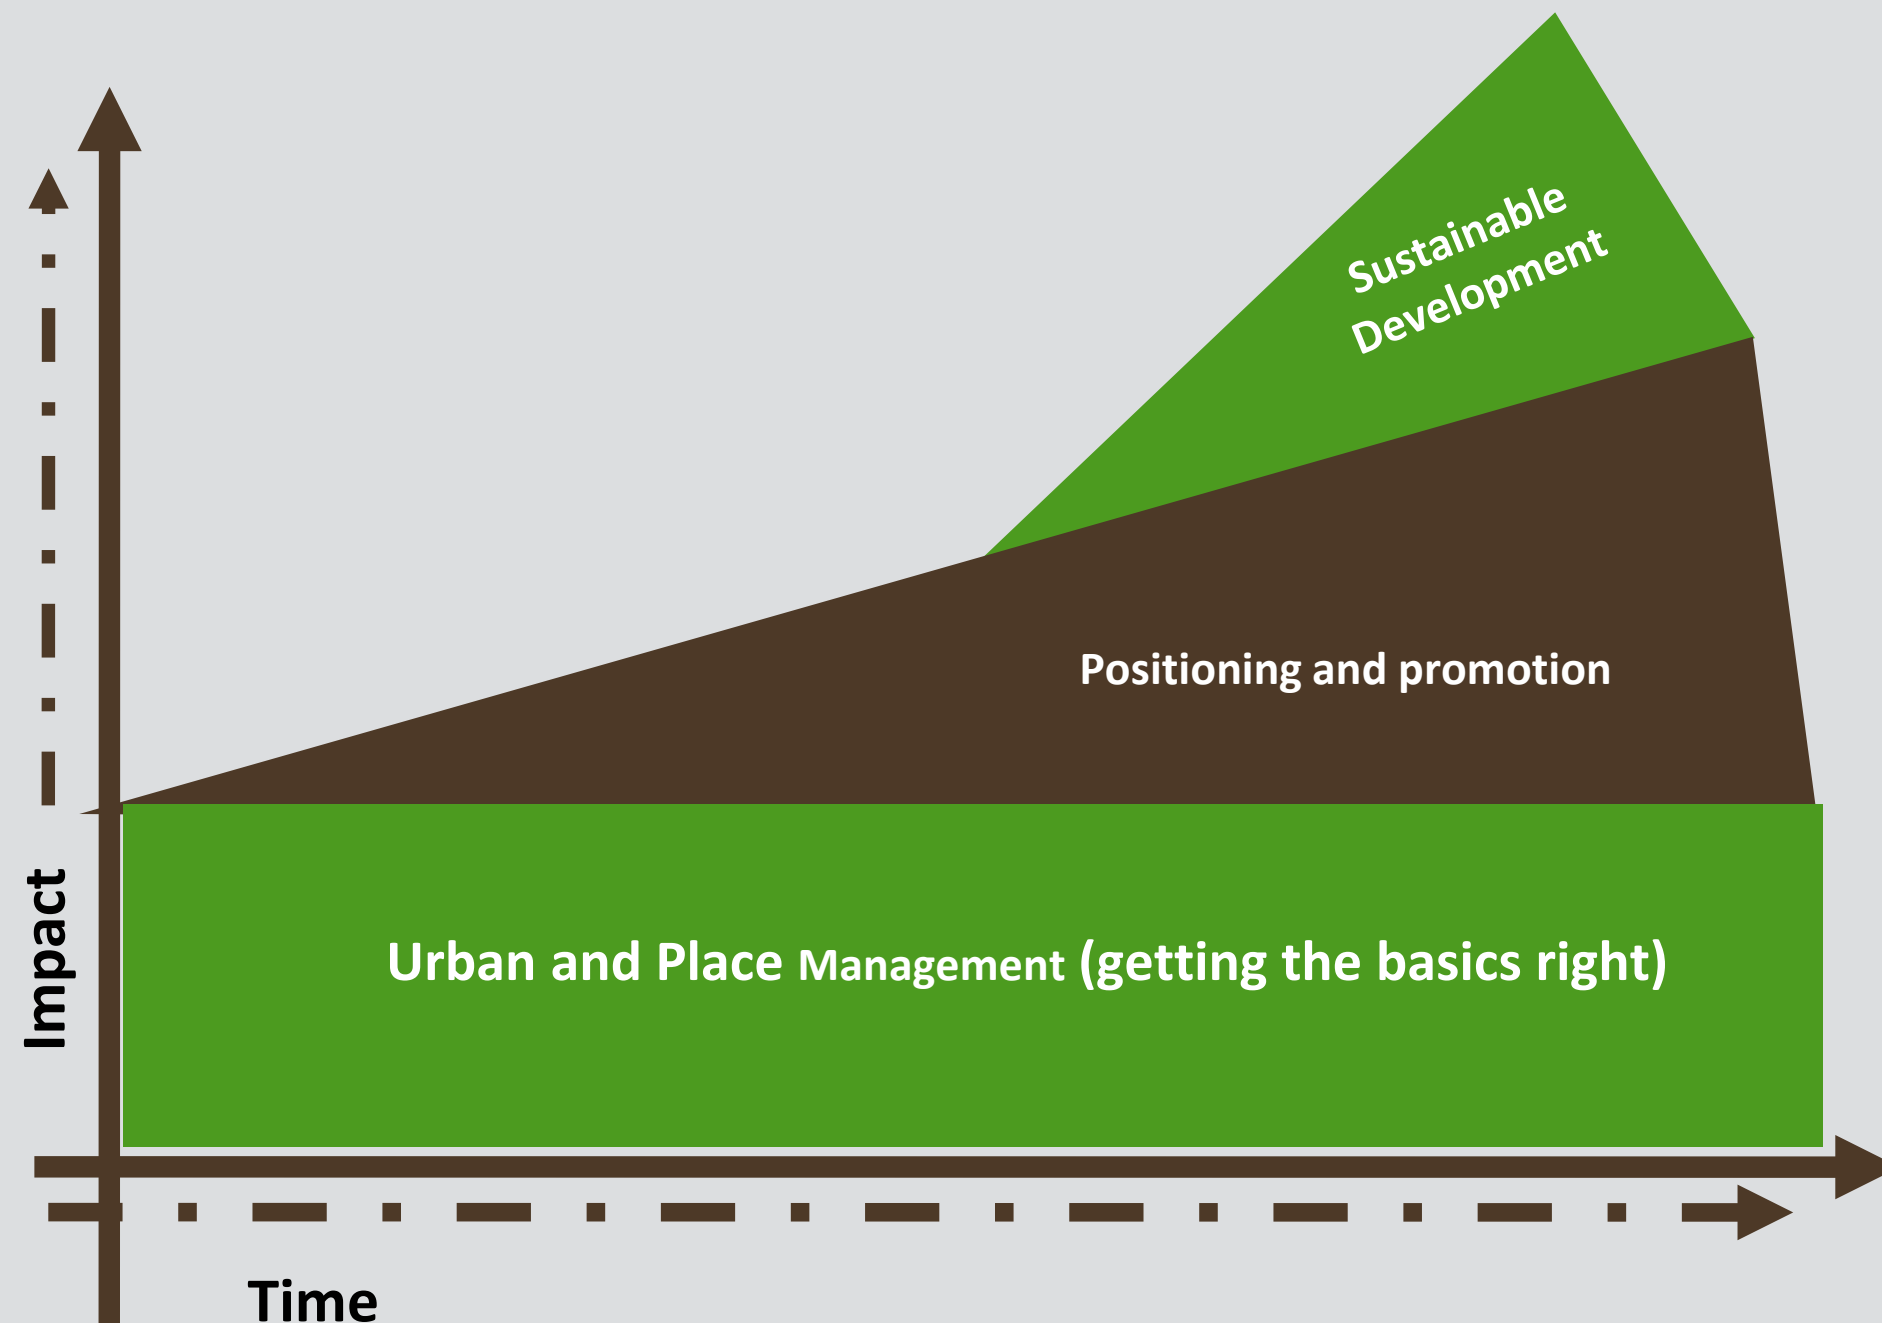 Sustainable
Development
Positioning and promotion
Impact
Urban and Place Management (getting the basics right)
Time